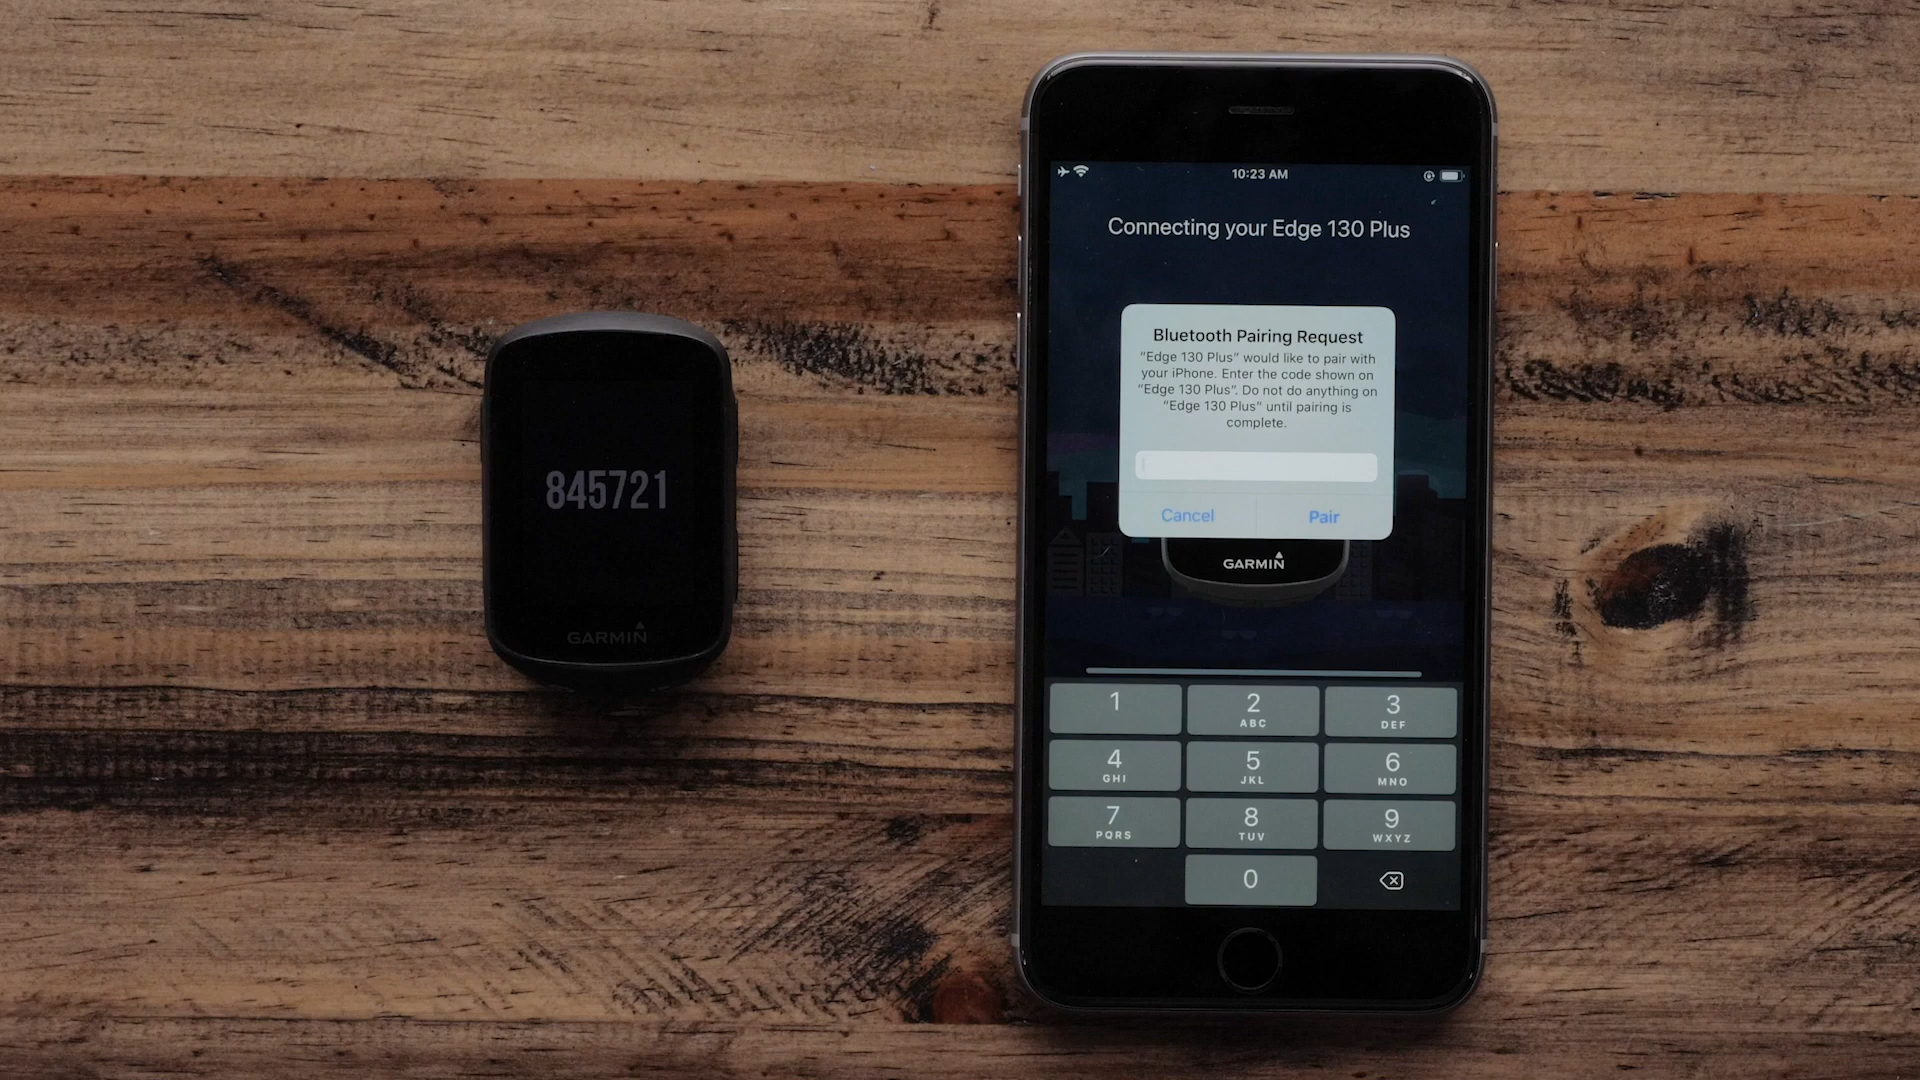 845721
GARMIN
10:23 AM
Connecting your Edge 130 Plus
Bluetooth Pairing Request
“Edge 130 Plus” would like to pair with
your iPhone. Enter the code shown on
“Edge 130 Plus”. Do not do anything on
“Edge 130 Plus” until pairing is
complete.
Cancel Pair
GARMIN
1 2 3
ABC DEF
4 5 6
GHI JKL MNO
7 8 9
PQRS TUV WXYZ
0